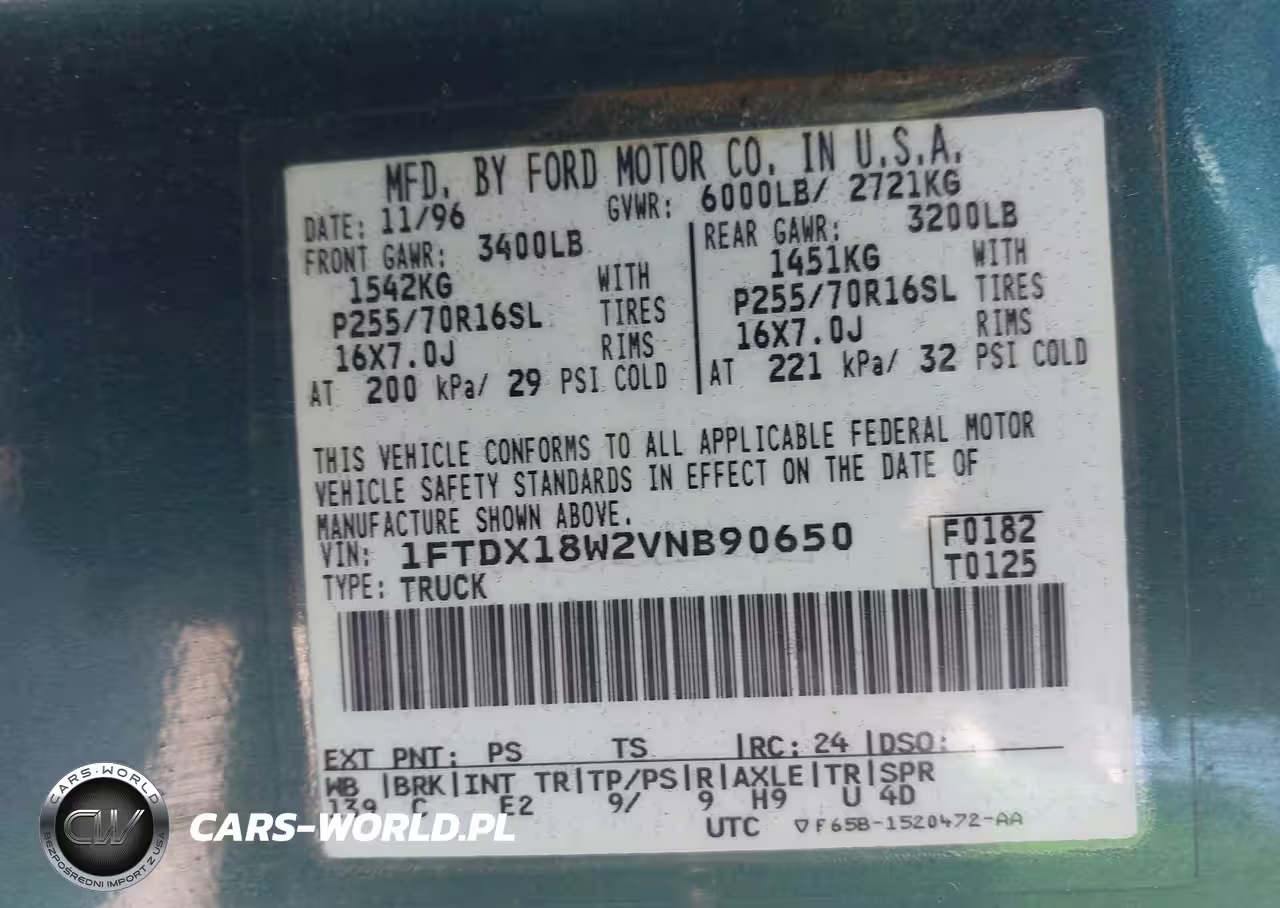 MFD. BY FORD MOTOR CO. IN U.S.A.
DATE: 11/96 GVWR: 6000LB/ 2721KG
FRONT GAWR: 3400LB REAR GAWR: 3200LB
1542KG WITH 1451KG WITH
P255/70R16SL TIRES P255/70R16SL TIRES
16X7.0J RIMS 16X7.0J RIMS
AT 200 kPa/ 29 PSI COLD AT 221 kPa/ 32 PSI COLD
THIS VEHICLE CONFORMS TO ALL APPLICABLE FEDERAL MOTOR
VEHICLE SAFETY STANDARDS IN EFFECT ON THE DATE OF
MANUFACTURE SHOWN ABOVE.
VIN: 1FTDX18W2VNB90650 F0182
TYPE: TRUCK T0125
EXT PNT: PS TS RC: 24 DSO:
WB BRK INT TR TP/PS R AXLE TR SPR
139 C E2 9/ 9 H9 U 4D
UTC ▽F65B-1520472-AA
CARS-WORLD
CW
BEZPOŚREDNI IMPORT Z USA
CARS-WORLD.PL